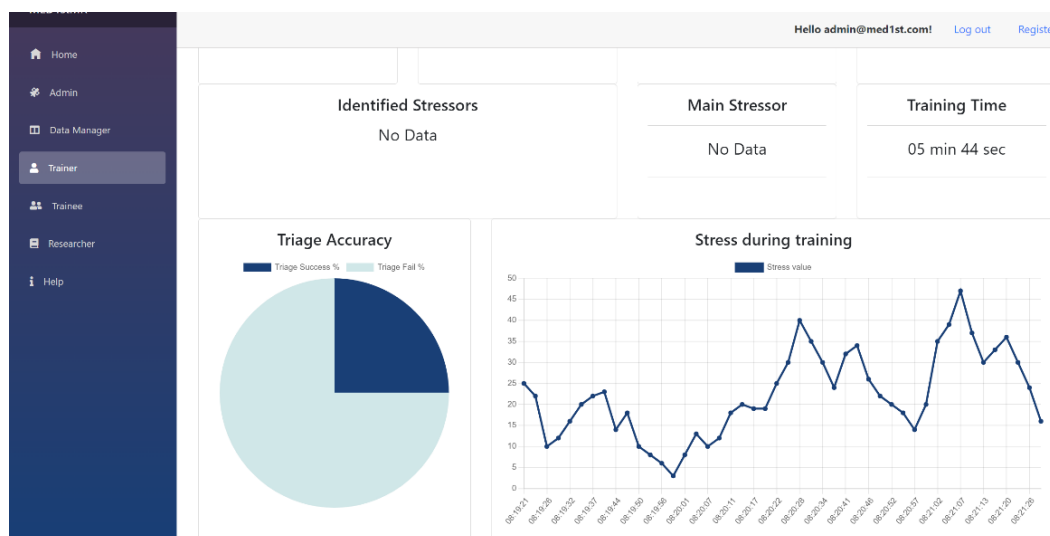 Hello admin@med1st.com! Log out Registe
Home
Admin
Data Manager
Trainer
Trainee
Researcher
Help
Identified Stressors
No Data
Main Stressor
No Data
Training Time
05 min 44 sec
Triage Accuracy
Triage Success % Triage Fail %
Stress during training
Stress value
50
45
40
35
30
25
20
15
10
5
0
08:19:21 08:19:26 08:19:32 08:19:37 08:19:44 08:19:50 08:19:56 08:20:01 08:20:07 08:20:11 08:20:17 08:20:22 08:20:28 08:20:34 08:20:41 08:20:46 08:20:52 08:20:57 08:21:02 08:21:07 08:21:13 08:21:20 08:21:26